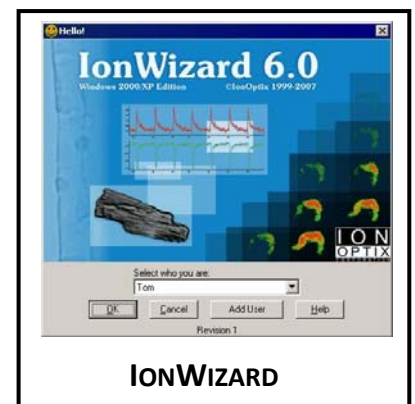 Hello!
IonWizard 6.0
Windows 2000/XP Edition ©IonOptix 1999-2007
ION
OPTIX
Select who you are:
Tom
OK Cancel Add User Help
Revision 1
IONWIZARD